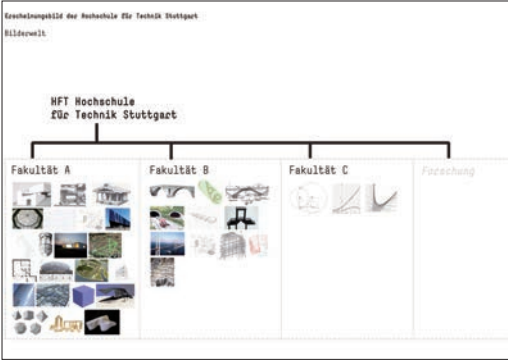 Erscheinungsbild der Hochschule für Technik Stuttgart
Bilderwelt
HFT Hochschule
für Technik Stuttgart
Fakultät A
Fakultät B
Fakultät C
Forschung